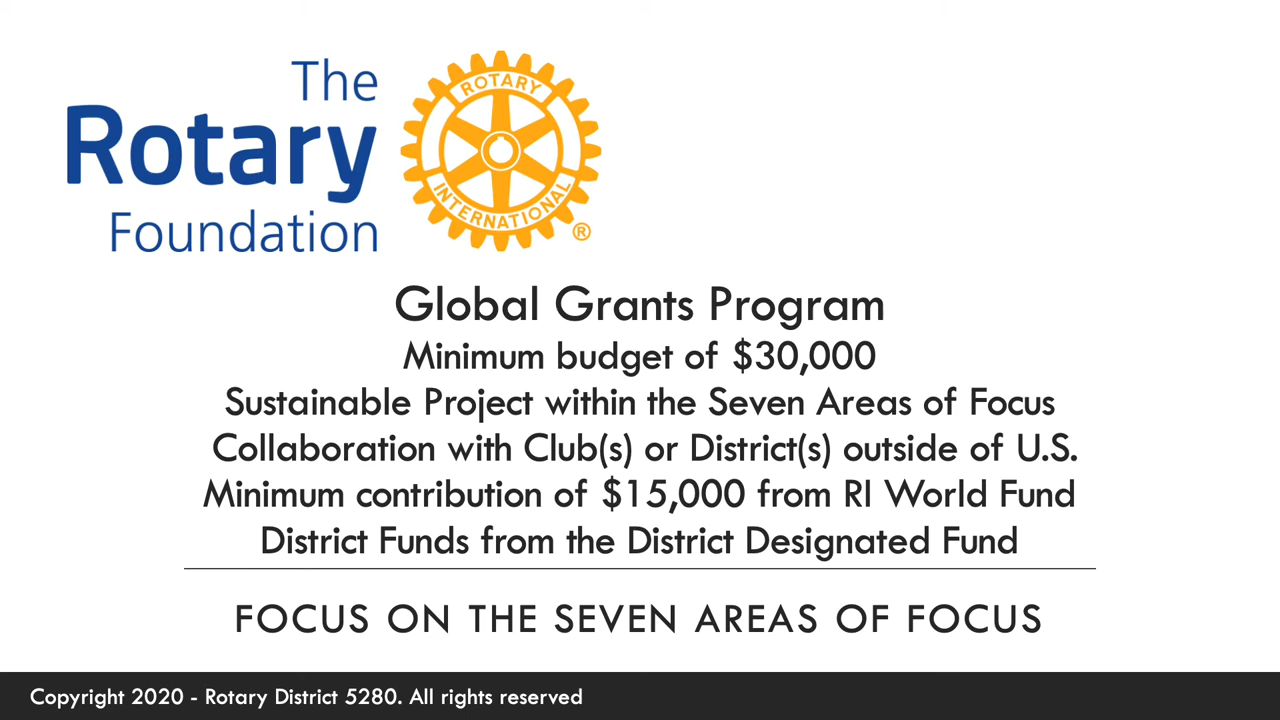 The
Rotary
Foundation
ROTARY
INTERNATIONAL
®
Global Grants Program
Minimum budget of $30,000
Sustainable Project within the Seven Areas of Focus
Collaboration with Club(s) or District(s) outside of U.S.
Minimum contribution of $15,000 from RI World Fund
District Funds from the District Designated Fund
FOCUS ON THE SEVEN AREAS OF FOCUS
Copyright 2020 - Rotary District 5280. All rights reserved